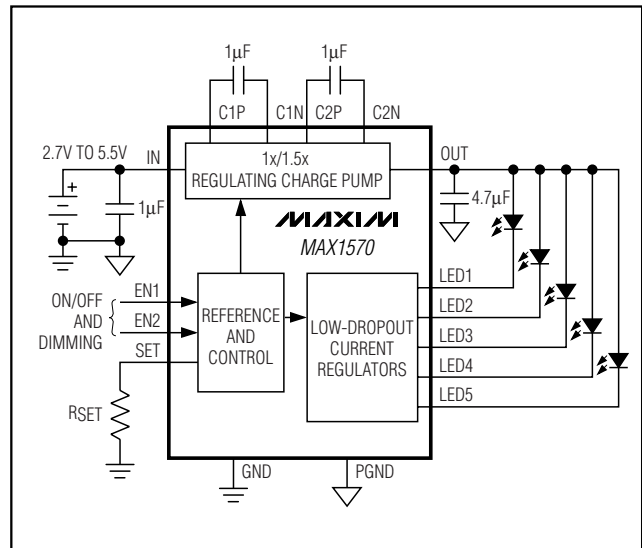 1µF
1µF
C1P
C1N
C2P
C2N
2.7V TO 5.5V
IN
1x/1.5x
REGULATING CHARGE PUMP
OUT
1µF
4.7µF
MAXIM
MAX1570
ON/OFF
AND
DIMMING
EN1
EN2
SET
REFERENCE
AND
CONTROL
LOW-DROPOUT
CURRENT
REGULATORS
LED1
LED2
LED3
LED4
LED5
RSET
GND
PGND